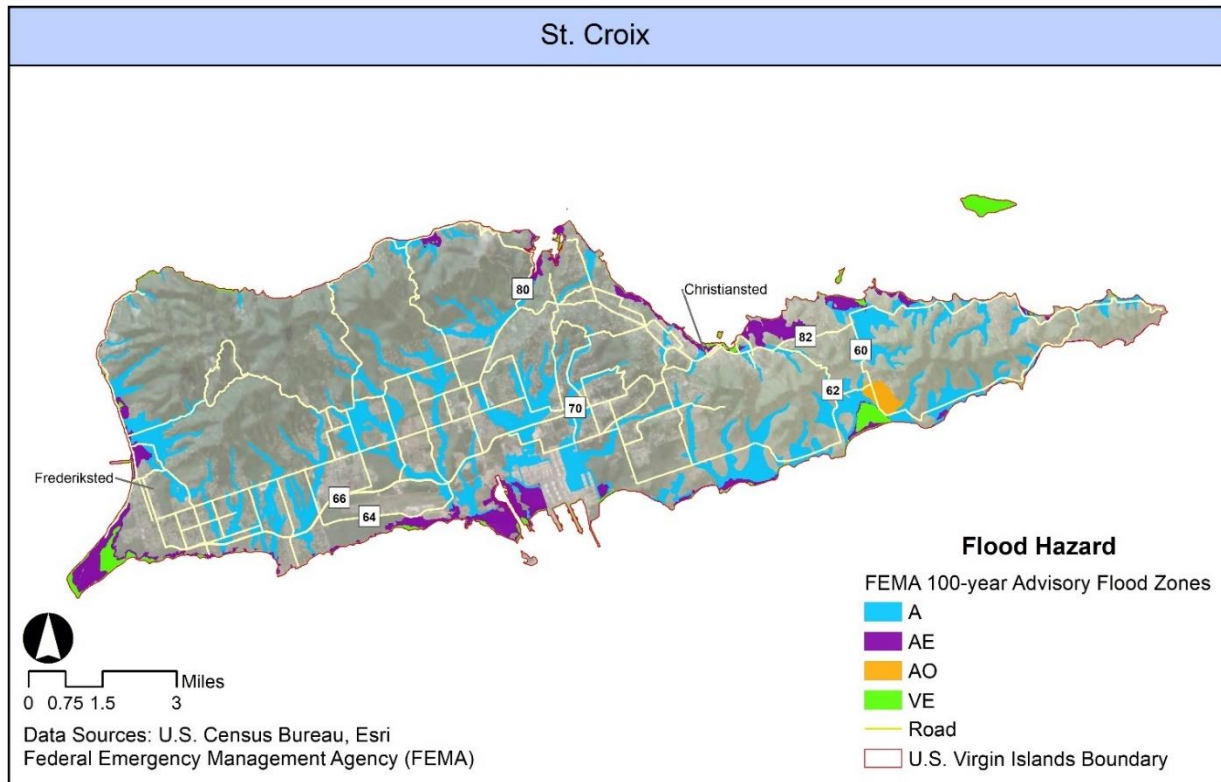 St. Croix
Christiansted
80
82
60
62
70
Frederiksted
66
64
Flood Hazard
FEMA 100-year Advisory Flood Zones
A
AE
AO
VE
Road
U.S. Virgin Islands Boundary
Miles
0 0.75 1.5 3
Data Sources: U.S. Census Bureau, Esri
Federal Emergency Management Agency (FEMA)